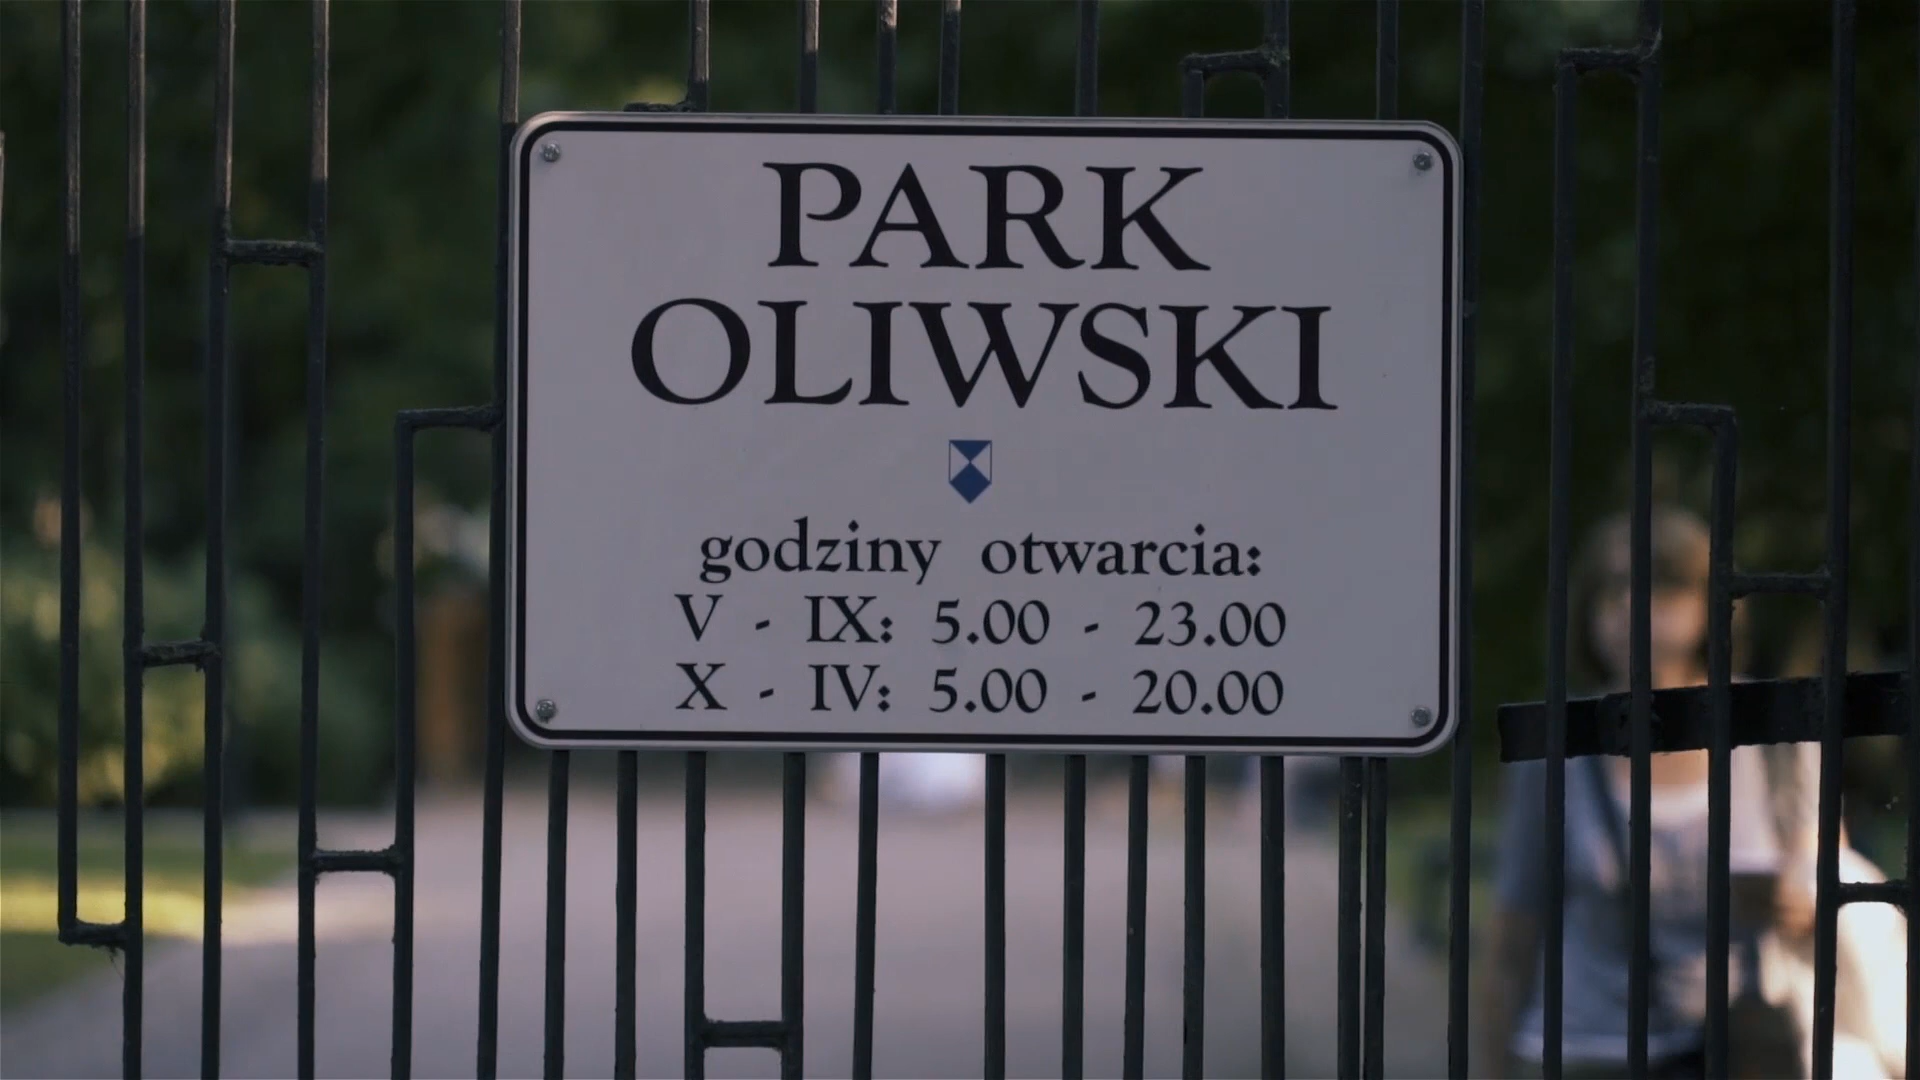 PARK
OLIWSKI
godziny otwarcia:
V - IX: 5.00 - 23.00
X - IV: 5.00 - 20.00